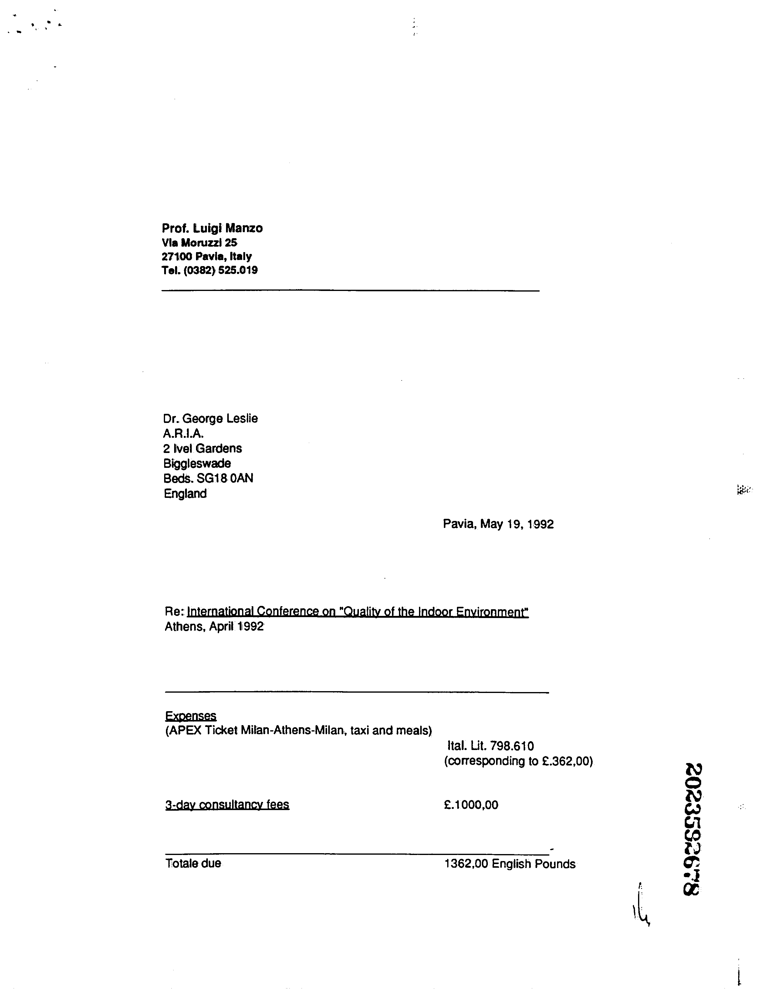 Prof. Luigi Manzo
Via Moruzzi 25
27100 Pavia, Italy
Tel. (0382) 525.019
Dr. George Leslie
A.R.I.A.
2 Ivel Gardens
Biggleswade
Beds. SG18 0AN
England
Pavia, May 19, 1992
Re: International Conference on "Quality of the Indoor Environment"
Athens, April 1992
Expenses
(APEX Ticket Milan-Athens-Milan, taxi and meals)
Ital. Lit. 798.610
(corresponding to £.362,00)
3-day consultancy fees £.1000,00
Totale due 1362,00 English Pounds
2023592678